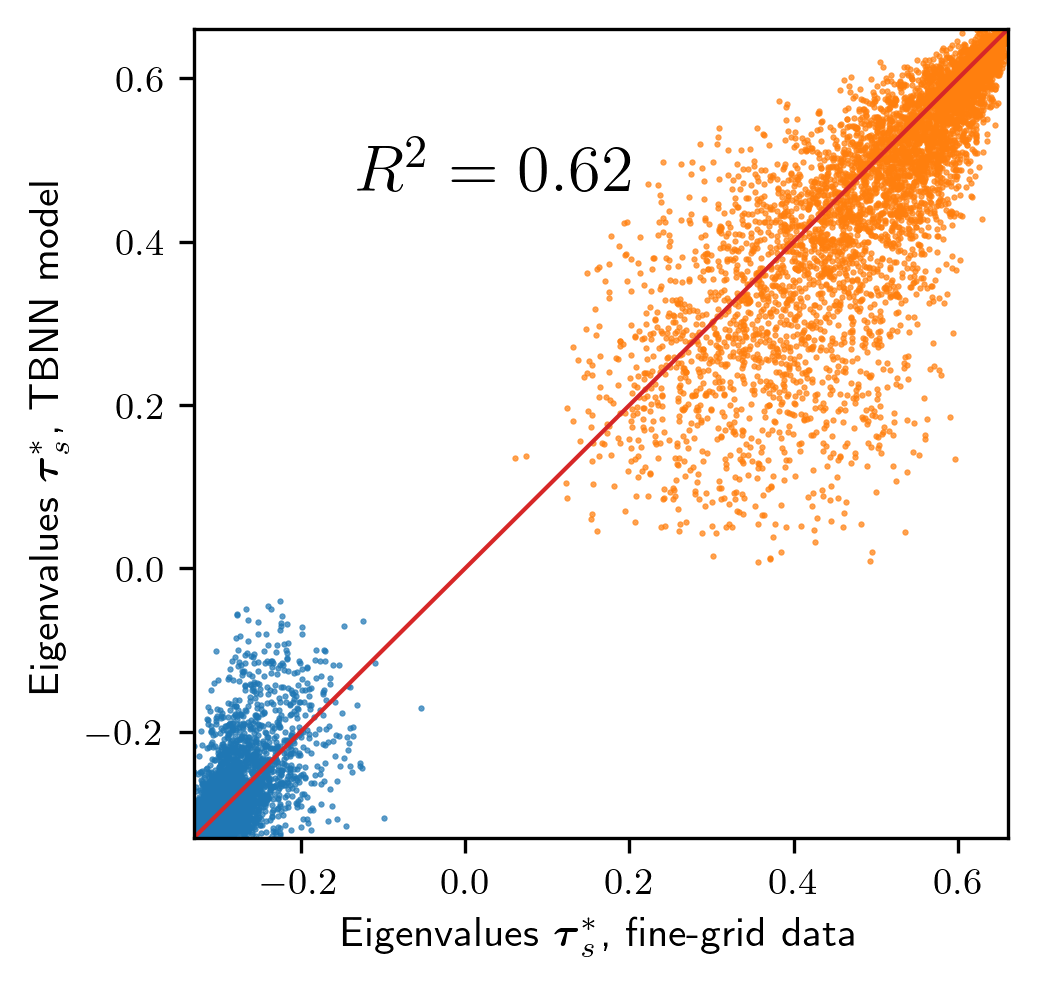 0.6
0.4
0.2
0.0
−0.2
Eigenvalues τ*ₛ, TBNN model
R² = 0.62
−0.2 0.0 0.2 0.4 0.6
Eigenvalues τ*ₛ, fine-grid data